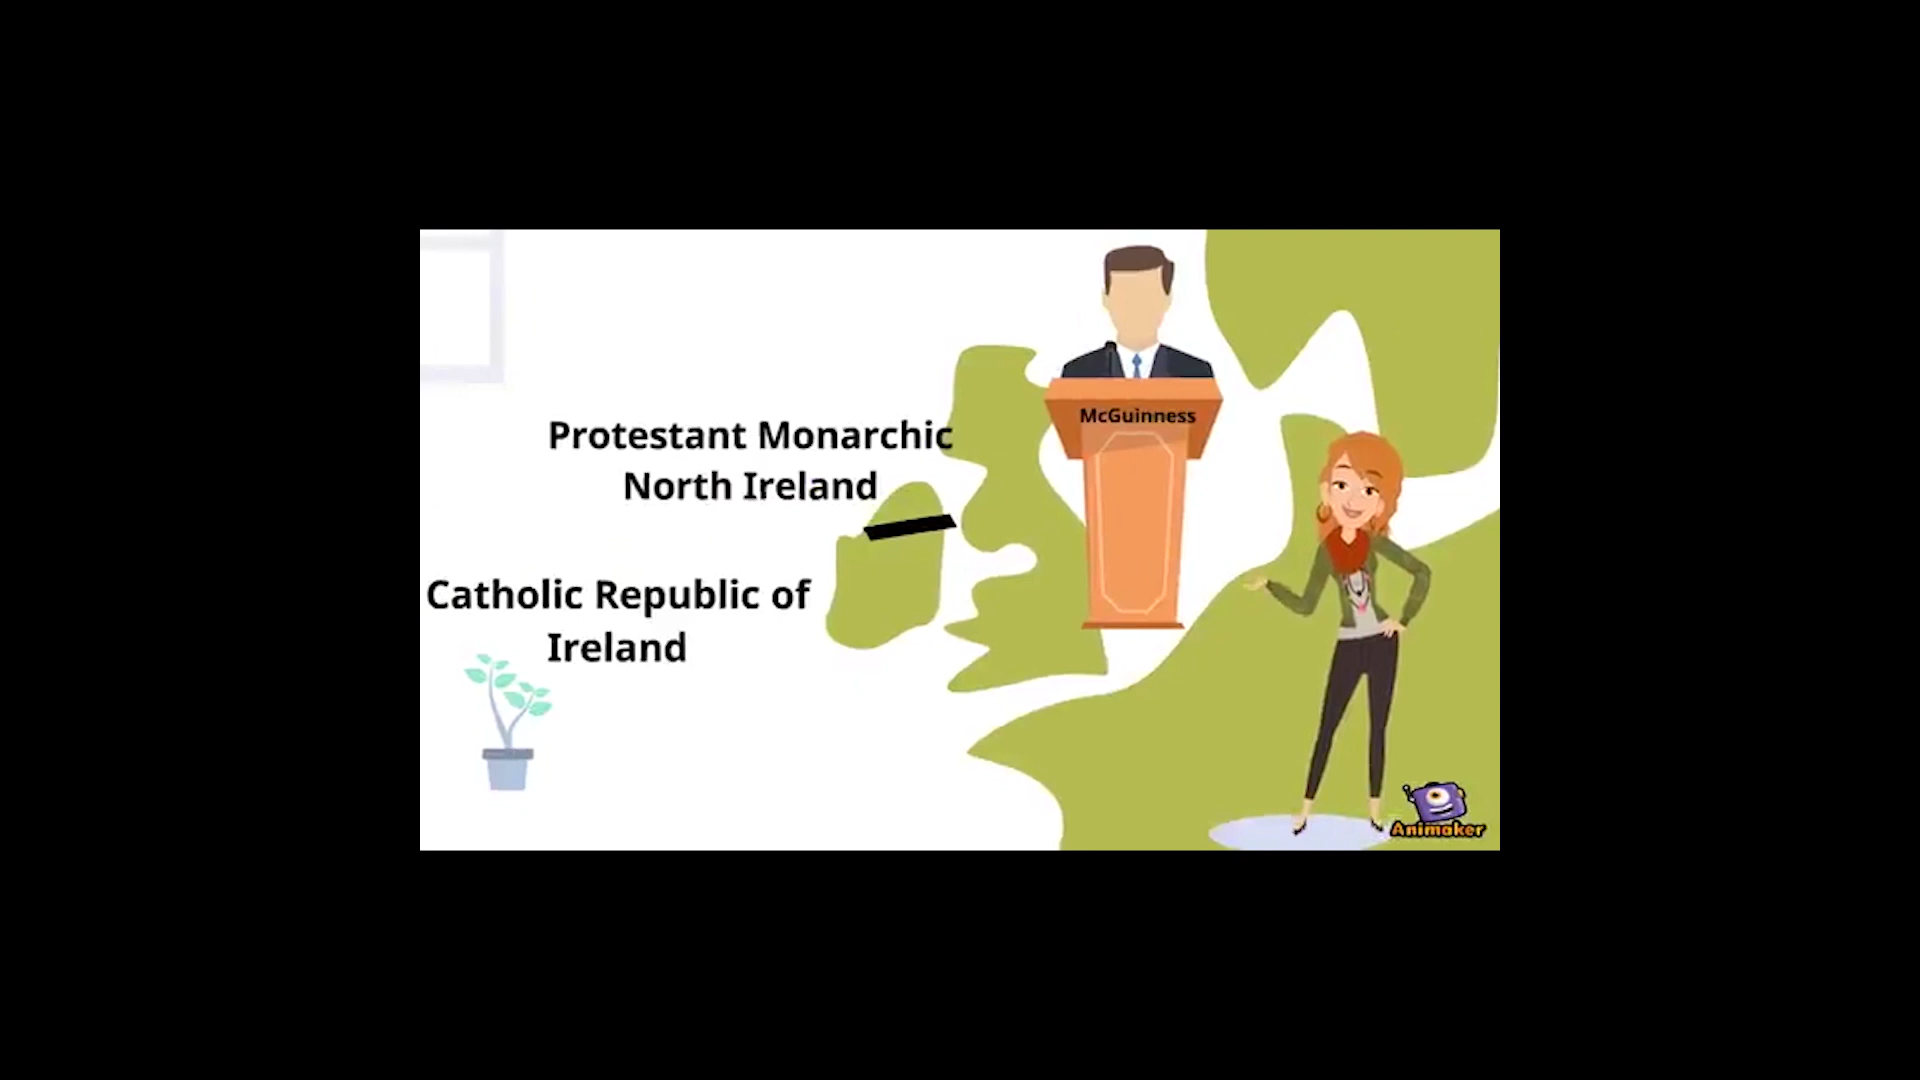 McGuinness
Protestant Monarchic
North Ireland
Catholic Republic of
Ireland
Animaker